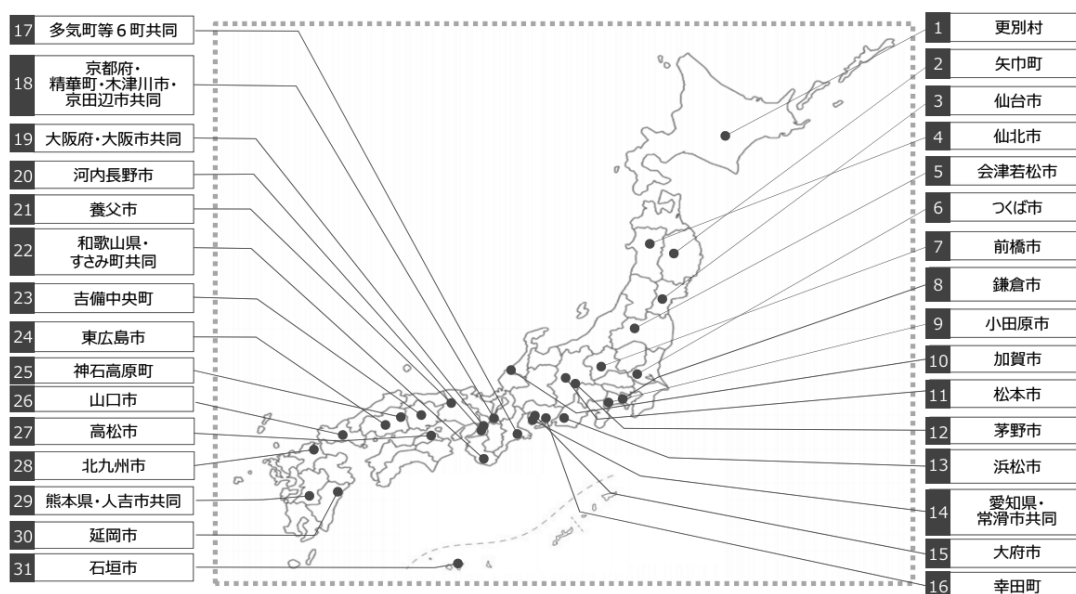 17 多気町等６町共同
18 京都府・
精華町・木津川市・
京田辺市共同
19 大阪府・大阪市共同
20 河内長野市
21 養父市
22 和歌山県・
すさみ町共同
23 吉備中央町
24 東広島市
25 神石高原町
26 山口市
27 高松市
28 北九州市
29 熊本県・人吉市共同
30 延岡市
31 石垣市
1 更別村
2 矢巾町
3 仙台市
4 仙北市
5 会津若松市
6 つくば市
7 前橋市
8 鎌倉市
9 小田原市
10 加賀市
11 松本市
12 茅野市
13 浜松市
14 愛知県・
常滑市共同
15 大府市
16 幸田町